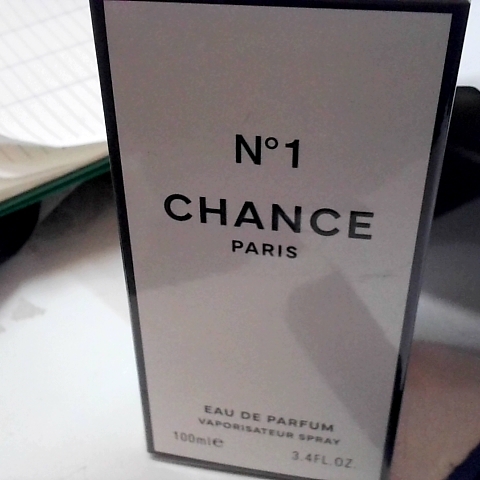 N°1
CHANCE
PARIS
EAU DE PARFUM
VAPORISATEUR SPRAY
100ml℮
3.4FL.OZ.